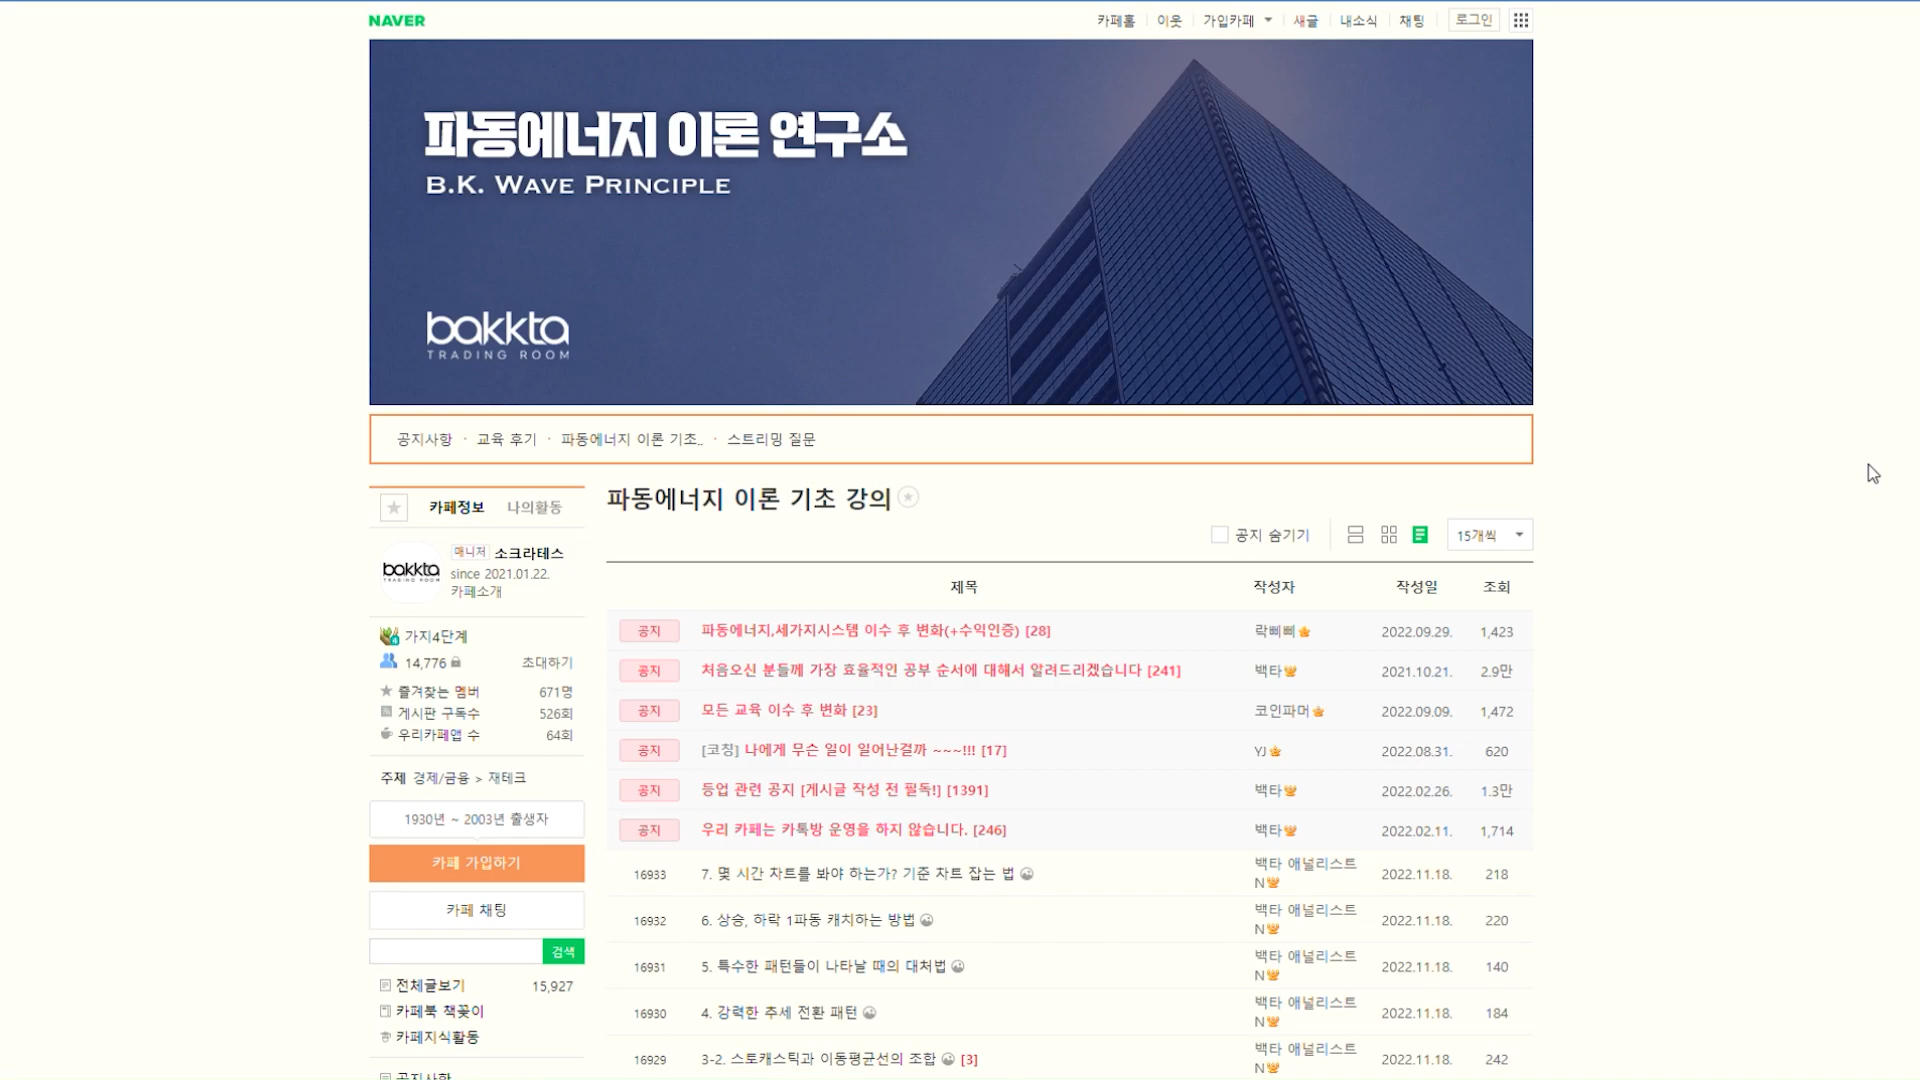 NAVER
카페홈 이웃 가입카페 새글 내소식 채팅 로그인
파동에너지 이론 연구소
B.K. WAVE PRINCIPLE
bakkta
TRADING ROOM
공지사항 · 교육 후기 · 파동에너지 이론 기초.. · 스트리밍 질문
카페정보 나의활동
bakkta
TRADING ROOM
매니저 소크라테스
since 2021.01.22.
카페소개
가지4단계
14,776 초대하기
즐겨찾는 멤버 671명
게시판 구독수 526회
우리카페앱 수 64회
주제 경제/금융 > 재테크
1930년 ~ 2003년 출생자
카페 가입하기
카페 채팅
검색
전체글보기 15,927
카페북 책꽂이
카페지식활동
공지사항
파동에너지 이론 기초 강의
공지 숨기기 15개씩
제목 작성자 작성일 조회
공지 파동에너지,세가지시스템 이수 후 변화(+수익인증) [28] 락삐삐 2022.09.29. 1,423
공지 처음오신 분들께 가장 효율적인 공부 순서에 대해서 알려드리겠습니다 [241] 백타 2021.10.21. 2.9만
공지 모든 교육 이수 후 변화 [23] 코인파머 2022.09.09. 1,472
공지 [코칭] 나에게 무슨 일이 일어난걸까 ~~~!!! [17] YJ 2022.08.31. 620
공지 등업 관련 공지 [게시글 작성 전 필독!] [1391] 백타 2022.02.26. 1.3만
공지 우리 카페는 카톡방 운영을 하지 않습니다. [246] 백타 2022.02.11. 1,714
16933 7. 몇 시간 차트를 봐야 하는가? 기준 차트 잡는 법 백타 애널리스트 2022.11.18. 218
N
16932 6. 상승, 하락 1파동 캐치하는 방법 백타 애널리스트 2022.11.18. 220
N
16931 5. 특수한 패턴들이 나타날 때의 대처법 백타 애널리스트 2022.11.18. 140
N
16930 4. 강력한 추세 전환 패턴 백타 애널리스트 2022.11.18. 184
N
16929 3-2. 스토캐스틱과 이동평균선의 조합 [3] 백타 애널리스트 2022.11.18. 242
N